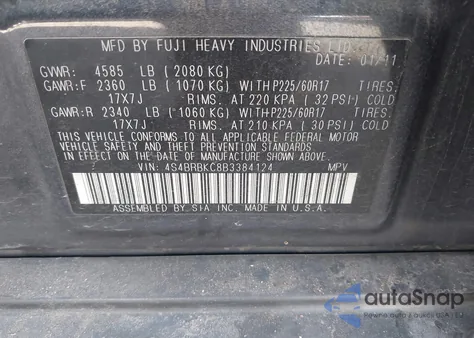 MFD BY FUJI HEAVY INDUSTRIES LTD.
DATE: 01/11
GVWR: 4585 LB (2080 KG)
GAWR:F 2360 LB (1070 KG) WITH P225/60R17 TIRES,
17X7J RIMS, AT 220 KPA (32 PSI) COLD
GAWR:R 2340 LB (1060 KG) WITH P225/60R17 TIRES,
17X7J RIMS, AT 210 KPA (30 PSI) COLD
THIS VEHICLE CONFORMS TO ALL APPLICABLE FEDERAL MOTOR
VEHICLE SAFETY AND THEFT PREVENTION STANDARDS IN
EFFECT ON THE DATE OF MANUFACTURE SHOWN ABOVE.
VIN: 4S4BRBKC8B3384124 MPV
ASSEMBLED BY SIA INC. MADE IN U.S.A.
autoSnap